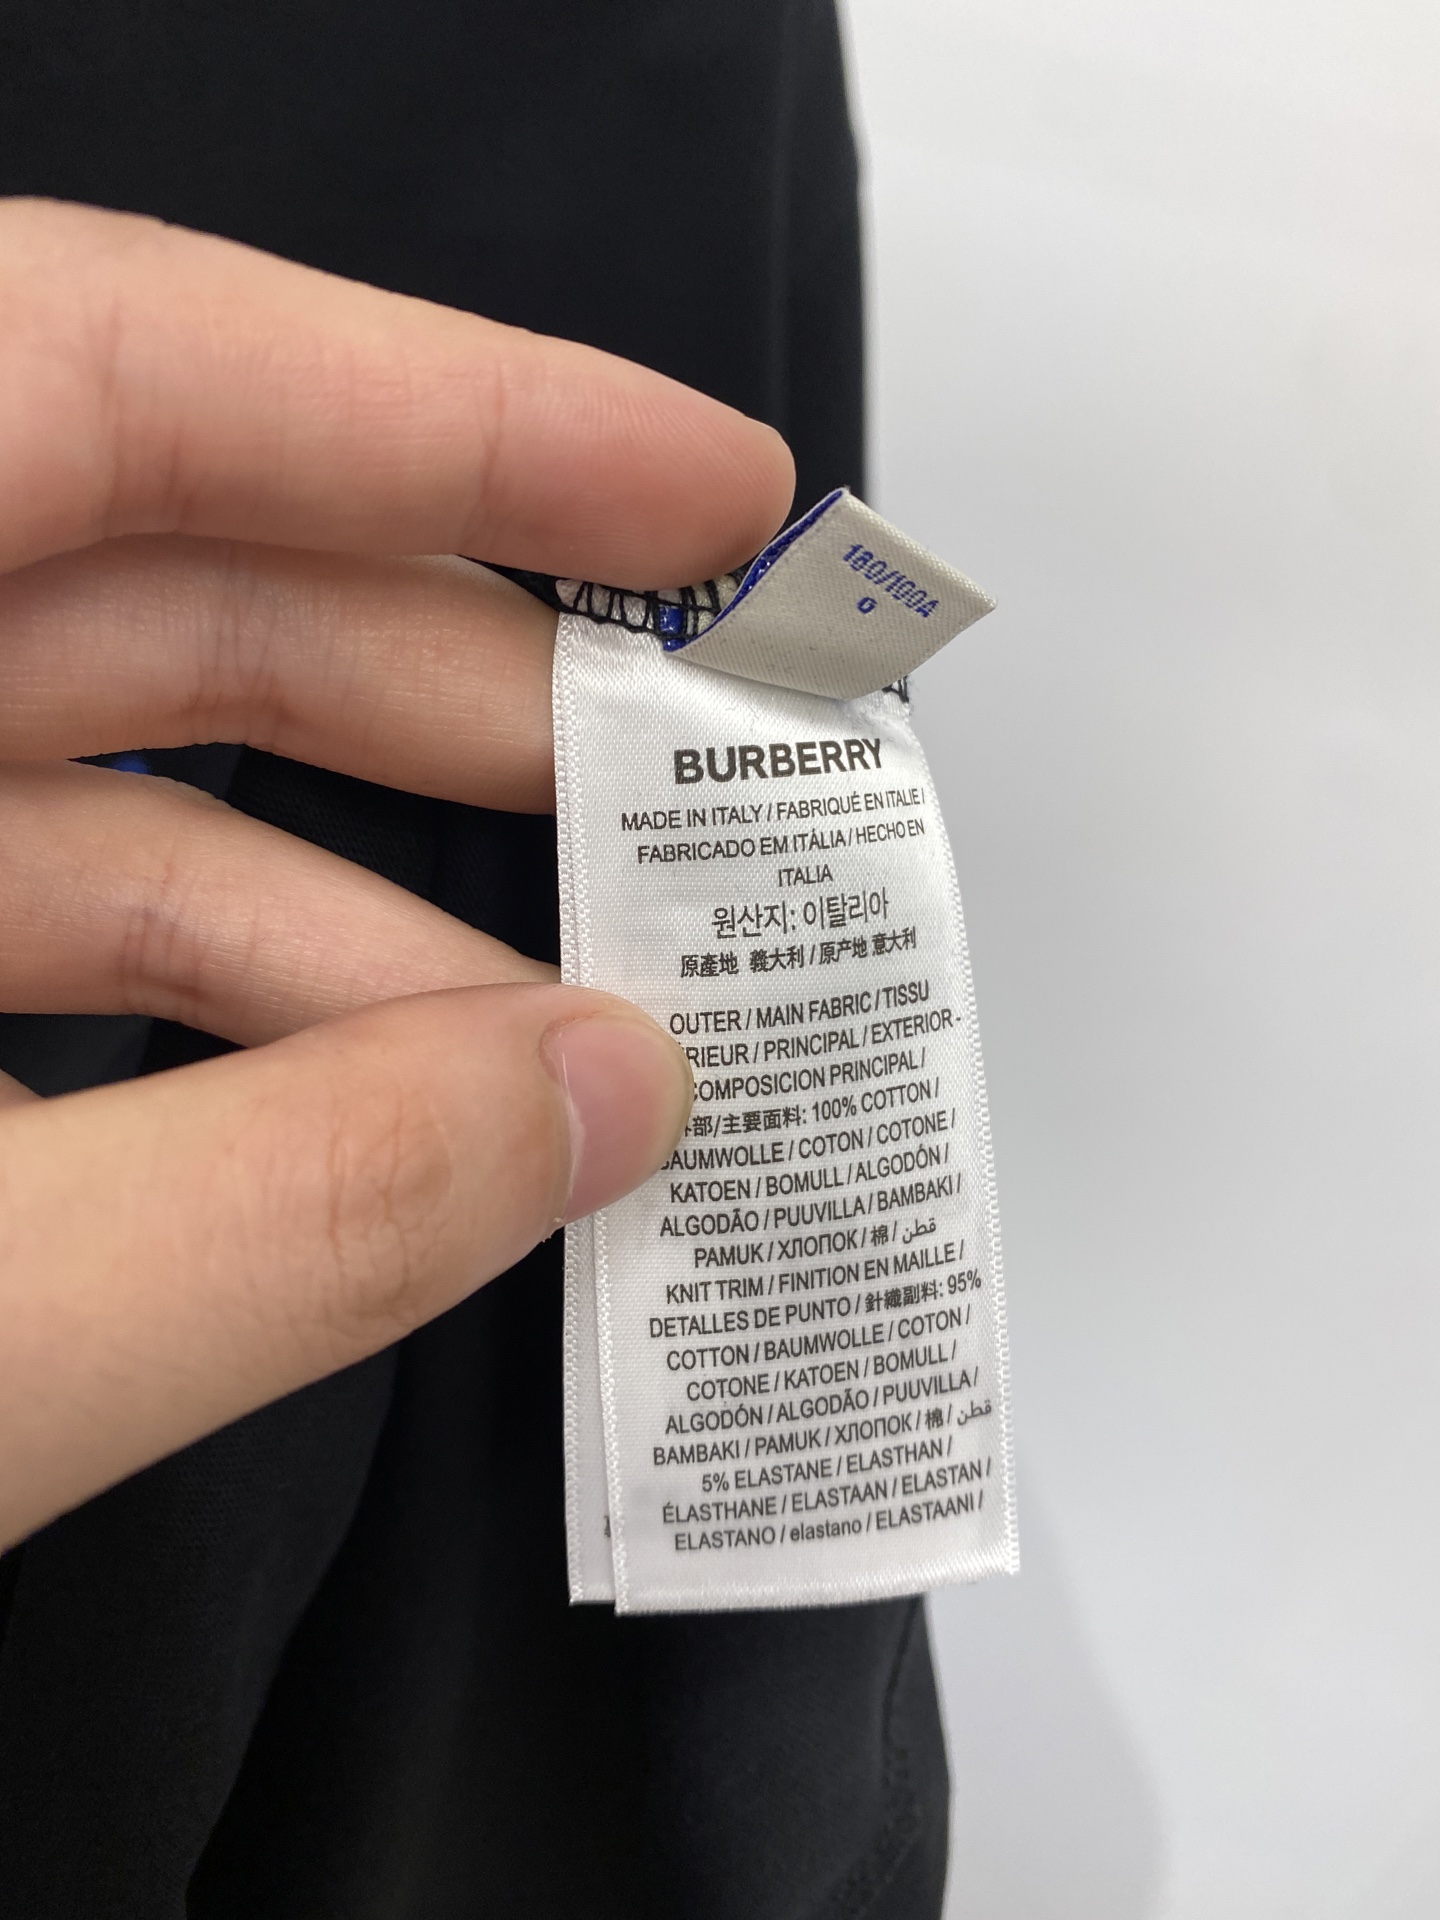 180/100A
0
BURBERRY
MADE IN ITALY / FABRIQUÉ EN ITALIE /
FABRICADO EM ITÁLIA / HECHO EN
ITALIA
원산지: 이탈리아
原產地 義大利 / 原产地 意大利
OUTER / MAIN FABRIC / TISSU
RIEUR / PRINCIPAL / EXTERIOR -
COMPOSICION PRINCIPAL /
部/主要面料: 100% COTTON /
BAUMWOLLE / COTON / COTONE /
KATOEN / BOMULL / ALGODÓN /
ALGODÃO / PUUVILLA / BAMBAKI /
PAMUK / ХЛОПОК / 棉 / قطن
KNIT TRIM / FINITION EN MAILLE /
DETALLES DE PUNTO / 針織副料: 95%
COTTON / BAUMWOLLE / COTON /
COTONE / KATOEN / BOMULL /
ALGODÓN / ALGODÃO / PUUVILLA /
BAMBAKI / PAMUK / ХЛОПОК / 棉 / قطن
5% ELASTANE / ELASTHAN /
ÉLASTHANE / ELASTAAN / ELASTAN /
ELASTANO / elastano / ELASTAANI /